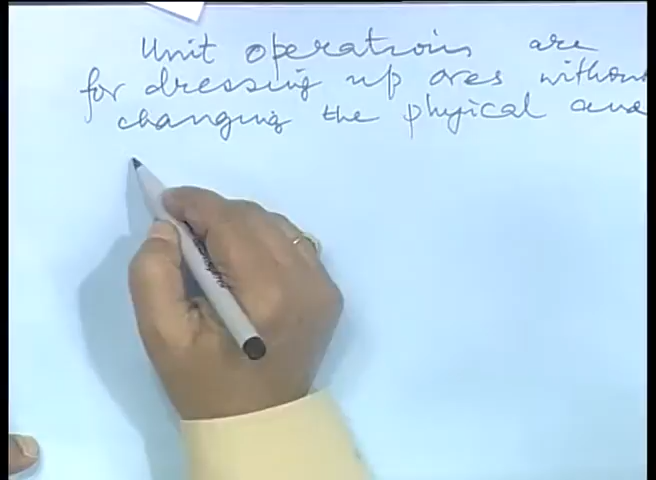 Unit operations are
for dressing up ores without
changing the physical and